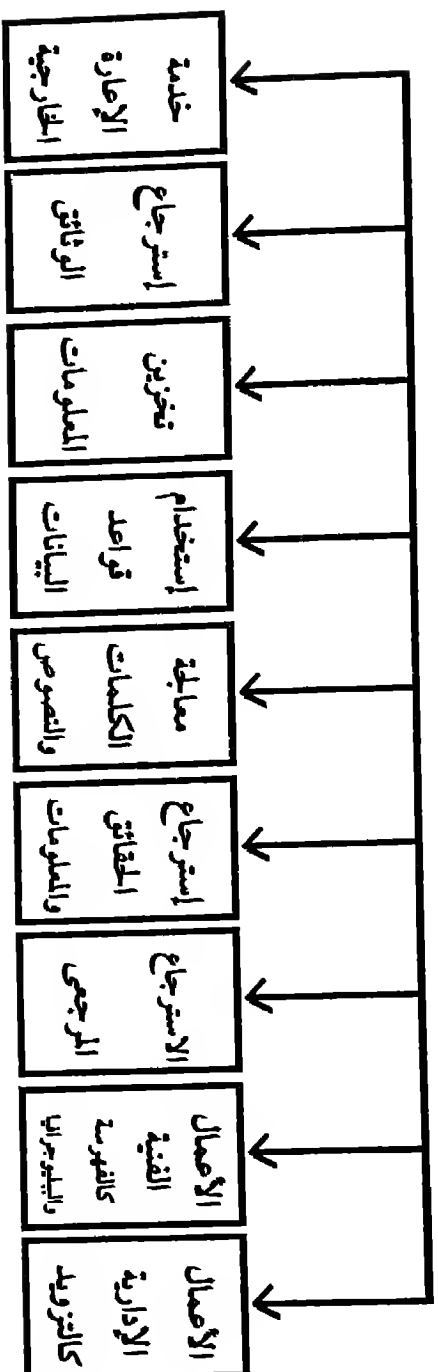 الأعمال
الإدارية
كالتزويد
الأعمال
الفنية
كالفهرسة
والببليوجرافيا
الاسترجاع
المرجعى
إسترجاع
الحقائق
والمعلومات
معالجة
الكلمات
والنصوص
إستخدام
قواعد
البيانات
تخزين
المعلومات
إسترجاع
الوثائق
خدمة
الإعارة
الخارجية